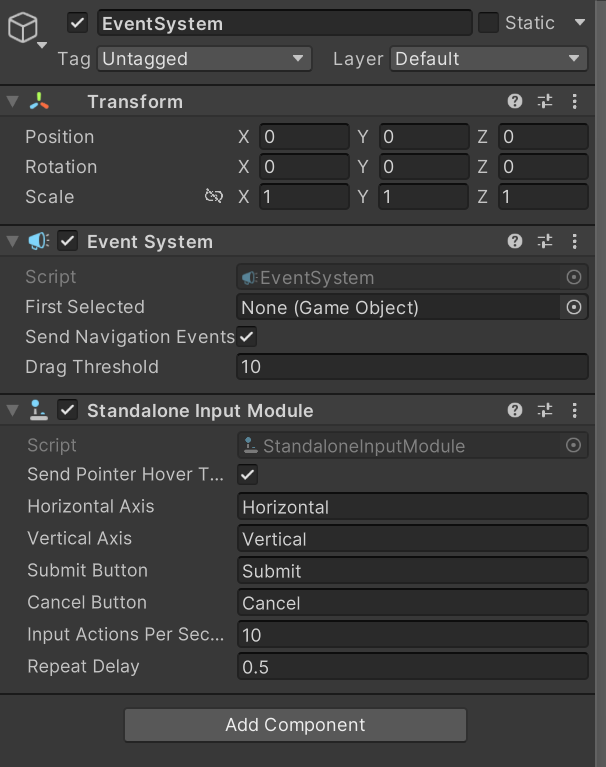 EventSystem Static
Tag Untagged Layer Default
Transform
Position X 0 Y 0 Z 0
Rotation X 0 Y 0 Z 0
Scale X 1 Y 1 Z 1
Event System
Script EventSystem
First Selected None (Game Object)
Send Navigation Events
Drag Threshold 10
Standalone Input Module
Script StandaloneInputModule
Send Pointer Hover T...
Horizontal Axis Horizontal
Vertical Axis Vertical
Submit Button Submit
Cancel Button Cancel
Input Actions Per Sec... 10
Repeat Delay 0.5
Add Component